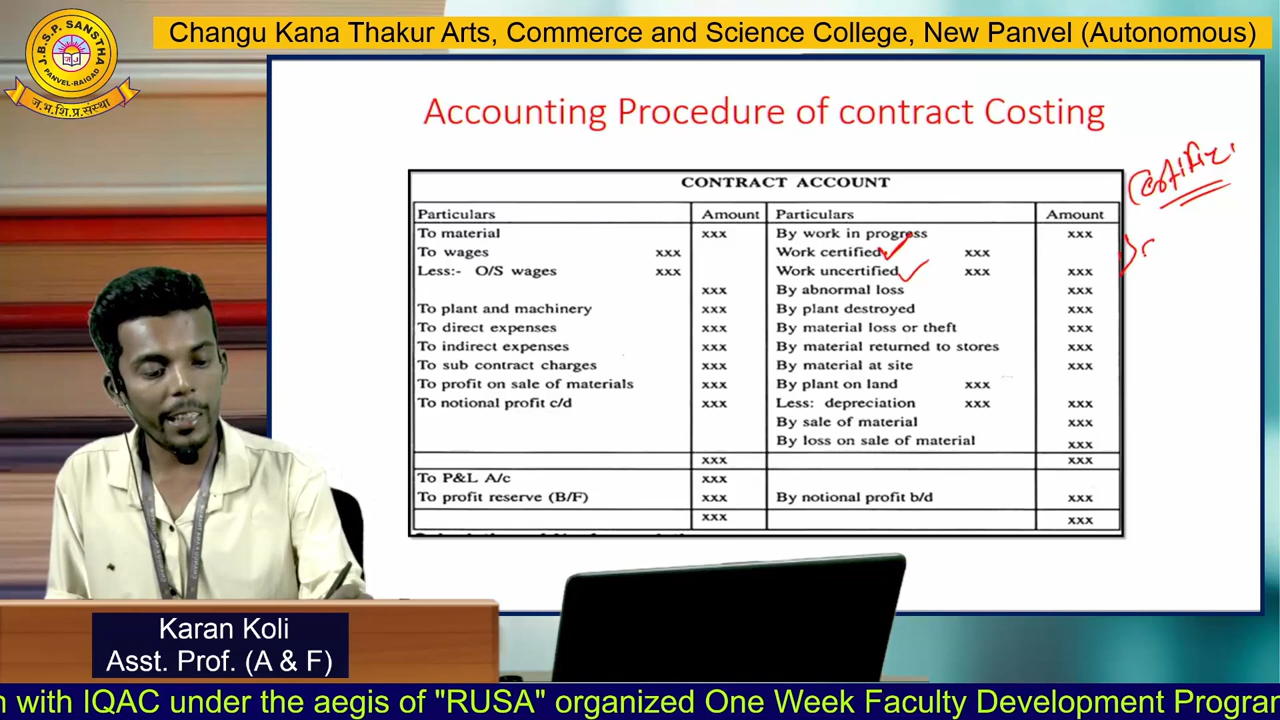 Changu Kana Thakur Arts, Commerce and Science College, New Panvel (Autonomous)
J.B.S.P. SANSTHA
PANVEL-RAIGAD
ज.भ.शि.प्र.संस्था
Accounting Procedure of contract Costing
CONTRACT ACCOUNT
Particulars Amount Particulars Amount
To material xxx By work in progress xxx
To wages xxx Work certified xxx
Less:- O/S wages xxx Work uncertified xxx xxx
xxx By abnormal loss xxx
To plant and machinery xxx By plant destroyed xxx
To direct expenses xxx By material loss or theft xxx
To indirect expenses xxx By material returned to stores xxx
To sub contract charges xxx By material at site xxx
To profit on sale of materials xxx By plant on land xxx
To notional profit c/d xxx Less: depreciation xxx xxx
By sale of material xxx
By loss on sale of material xxx
xxx xxx
To P&L A/c xxx
To profit reserve (B/F) xxx By notional profit b/d xxx
xxx xxx
Karan Koli
Asst. Prof. (A & F)
with IQAC under the aegis of "RUSA" organized One Week Faculty Development